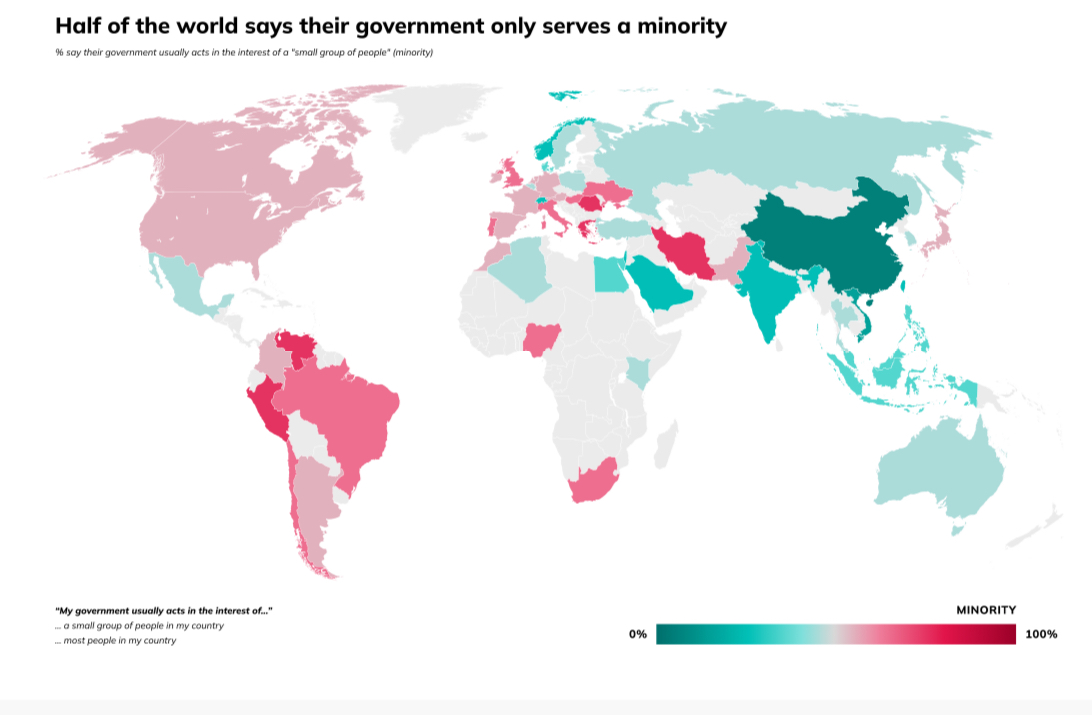 Half of the world says their government only serves a minority
% say their government usually acts in the interest of a "small group of people" (minority)
"My government usually acts in the interest of..."
... a small group of people in my country
... most people in my country
MINORITY
0%
100%